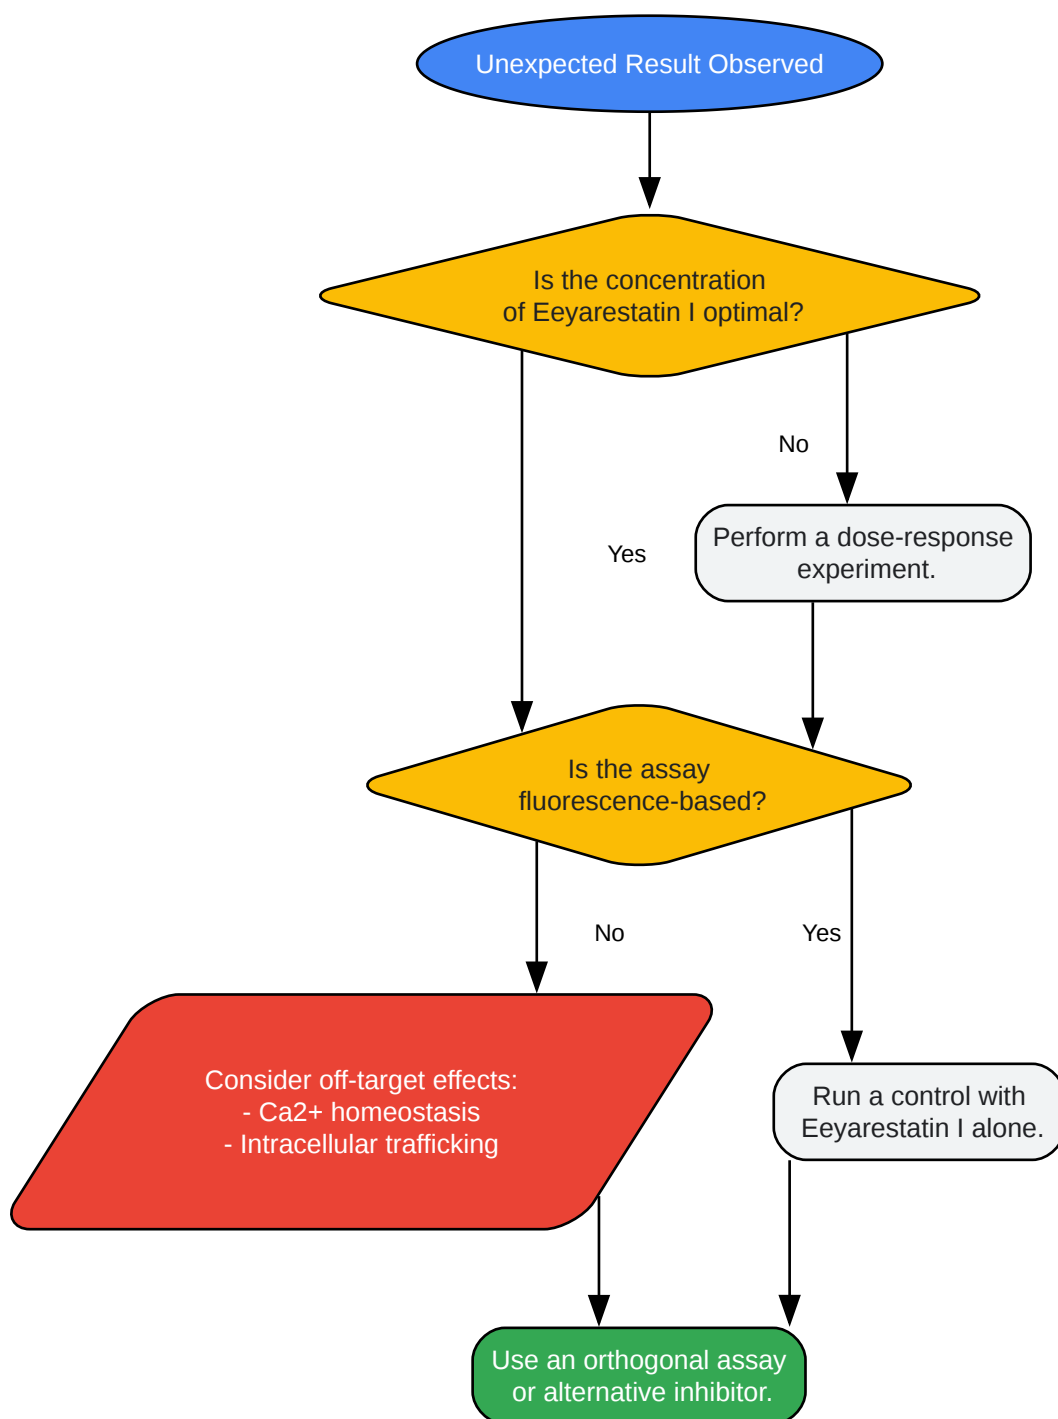 Unexpected Result Observed
Is the concentration
of Eeyarestatin I optimal?
No
Yes
Perform a dose-response
experiment.
Is the assay
fluorescence-based?
No
Yes
Consider off-target effects:
- Ca2+ homeostasis
- Intracellular trafficking
Run a control with
Eeyarestatin I alone.
Use an orthogonal assay
or alternative inhibitor.